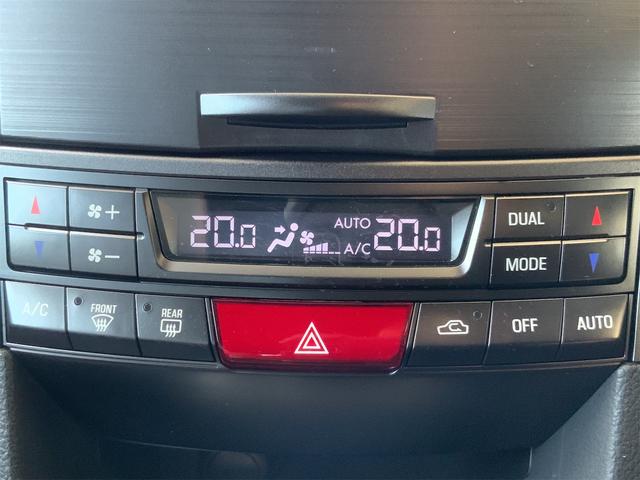 + 20.0 AUTO A/C 20.0 DUAL
- MODE
A/C FRONT REAR OFF AUTO